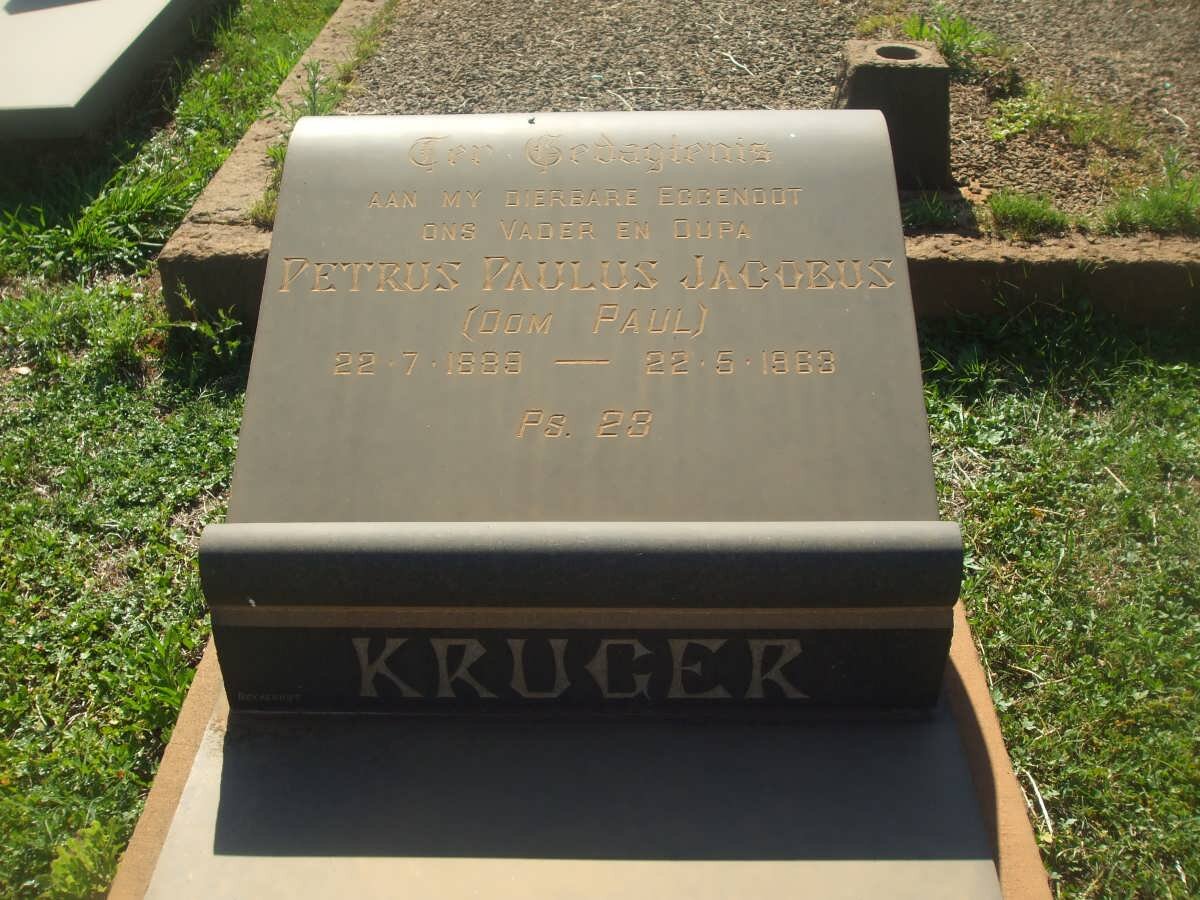 Ter Gedagtenis
AAN MY DIERBARE EGGENOOT
ONS VADER EN OUPA
PETRUS PAULUS JACOBUS
(OOM PAUL)
22·7·1889 — 22·5·1968
Ps. 23
KRUGER